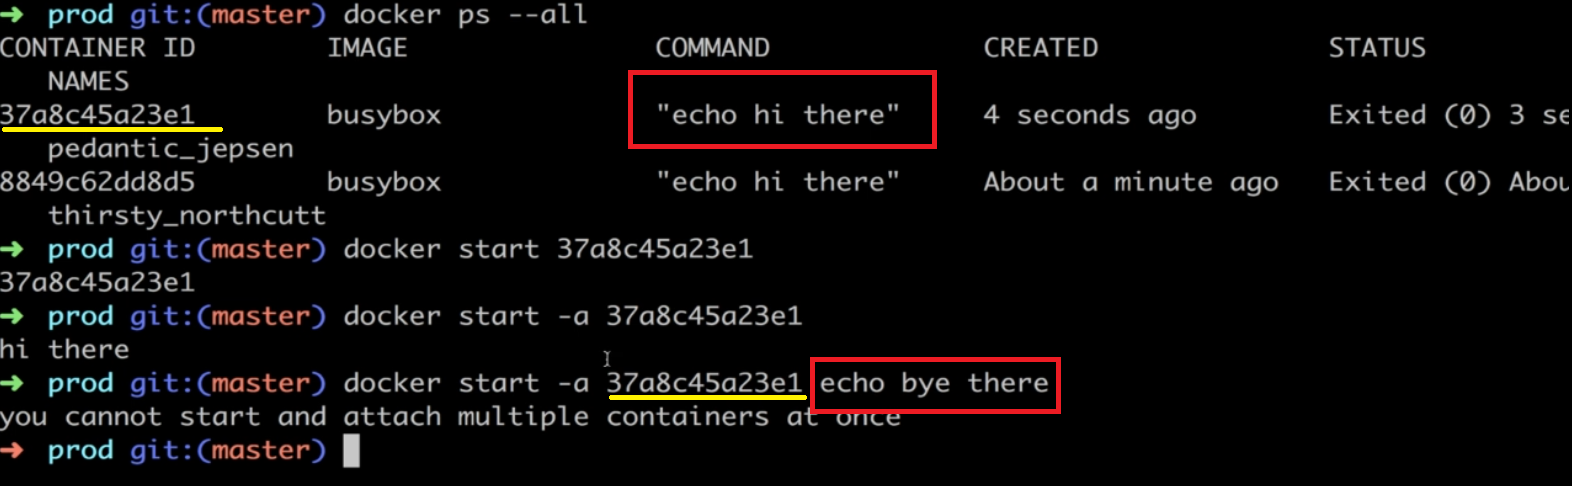 ➜ prod git:(master) docker ps --all
CONTAINER ID IMAGE COMMAND CREATED STATUS
NAMES
37a8c45a23e1 busybox "echo hi there" 4 seconds ago Exited (0) 3 se
pedantic_jepsen
8849c62dd8d5 busybox "echo hi there" About a minute ago Exited (0) Abou
thirsty_northcutt
➜ prod git:(master) docker start 37a8c45a23e1
37a8c45a23e1
➜ prod git:(master) docker start -a 37a8c45a23e1
hi there
➜ prod git:(master) docker start -a 37a8c45a23e1 echo bye there
you cannot start and attach multiple containers at once
➜ prod git:(master)